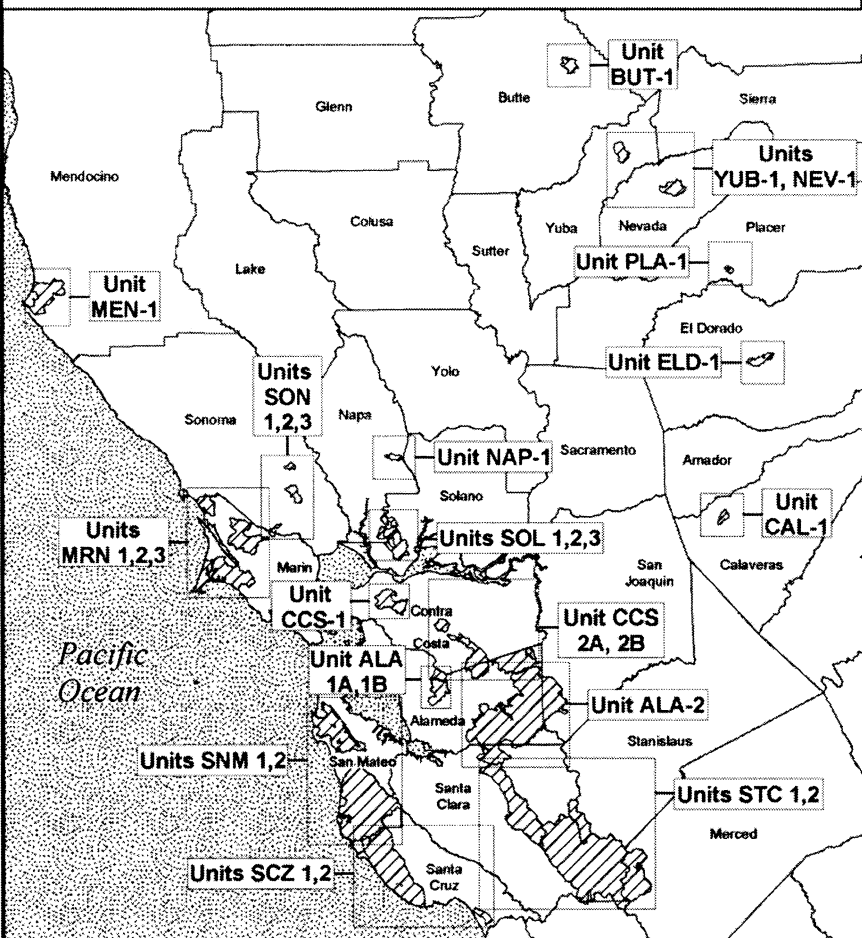 Unit
BUT-1
Butte
Glenn
Sierra
Units
YUB-1, NEV-1
Mendocino
Colusa
Yuba
Nevada
Placer
Sutter
Lake
Unit PLA-1
Unit
MEN-1
El Dorado
Unit ELD-1
Units
SON
1,2,3
Yolo
Sonoma
Napa
Unit NAP-1
Sacramento
Amador
Solano
Unit
CAL-1
Units
MRN 1,2,3
Units SOL 1,2,3
Marin
San
Joaquin
Calaveras
Unit
CCS-1
Contra
Costa
Unit CCS
2A, 2B
Pacific
Ocean
Unit ALA
1A,1B
Alameda
Unit ALA-2
Stanislaus
Units SNM 1,2
San Mateo
Santa
Clara
Units STC 1,2
Merced
Units SCZ 1,2
Santa
Cruz